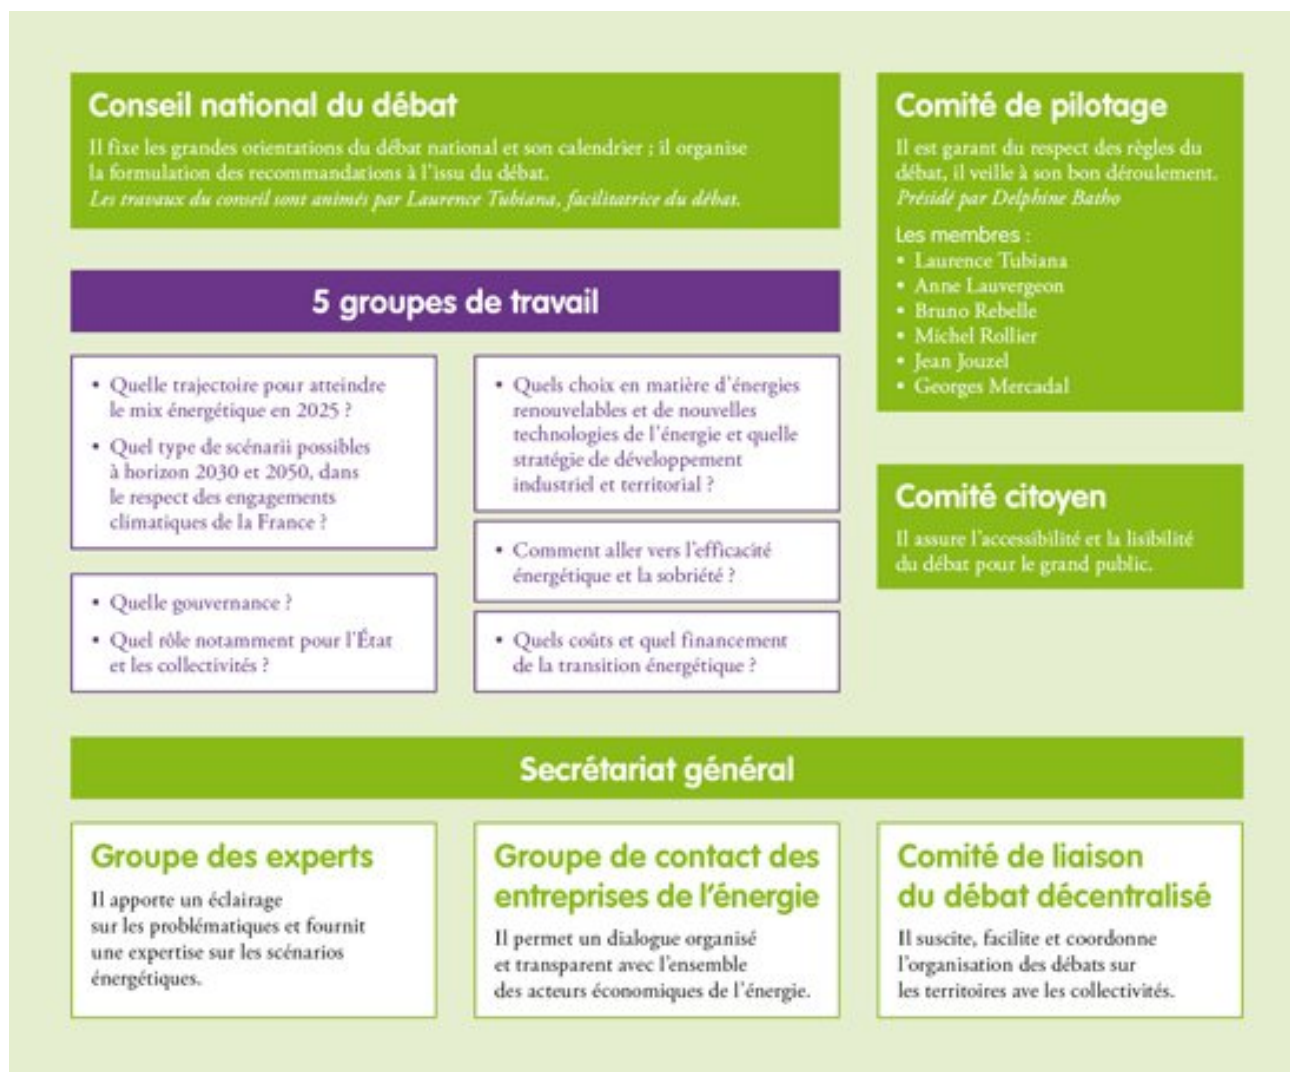 Conseil national du débat
Il fixe les grandes orientations du débat national et son calendrier ; il organise
la formulation des recommandations à l'issu du débat.
Les travaux du conseil sont animés par Laurence Tubiana, facilitatrice du débat.
Comité de pilotage
Il est garant du respect des règles du
débat, il veille à son bon déroulement.
Présidé par Delphine Batho
Les membres :
• Laurence Tubiana
• Anne Lauvergeon
• Bruno Rebelle
• Michel Rollier
• Jean Jouzel
• Georges Mercadal
5 groupes de travail
• Quelle trajectoire pour atteindre
le mix énergétique en 2025 ?
• Quel type de scénarii possibles
à horizon 2030 et 2050, dans
le respect des engagements
climatiques de la France ?
• Quelle gouvernance ?
• Quel rôle notamment pour l'État
et les collectivités ?
• Quels choix en matière d'énergies
renouvelables et de nouvelles
technologies de l'énergie et quelle
stratégie de développement
industriel et territorial ?
• Comment aller vers l'efficacité
énergétique et la sobriété ?
• Quels coûts et quel financement
de la transition énergétique ?
Comité citoyen
Il assure l'accessibilité et la lisibilité
du débat pour le grand public.
Secrétariat général
Groupe des experts
Il apporte un éclairage
sur les problématiques et fournit
une expertise sur les scénarios
énergétiques.
Groupe de contact des
entreprises de l'énergie
Il permet un dialogue organisé
et transparent avec l'ensemble
des acteurs économiques de l'énergie.
Comité de liaison
du débat décentralisé
Il suscite, facilite et coordonne
l'organisation des débats sur
les territoires ave les collectivités.